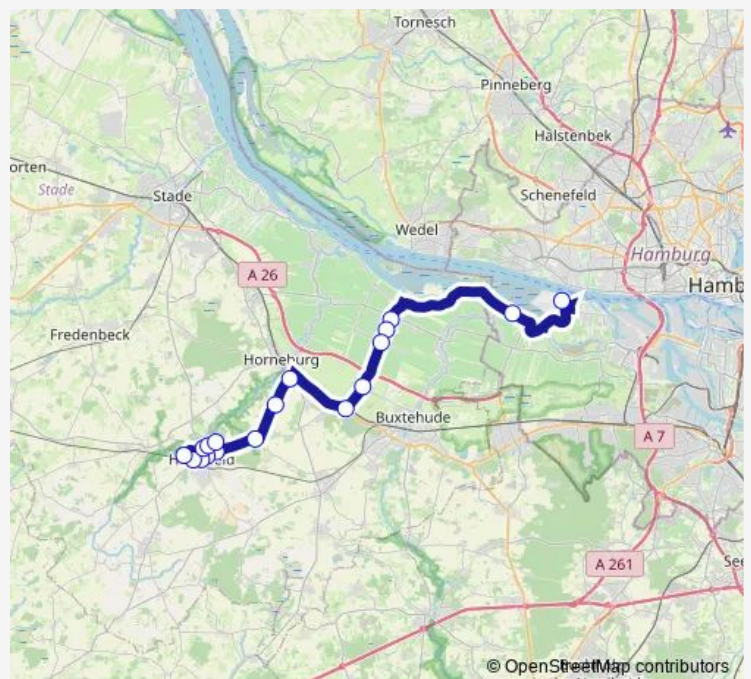 Tornesch
Pinneberg
Halstenbek
orten
Stade
Stade
Schenefeld
Wedel
Hamburg
Hamb
A 26
Fredenbeck
Horneburg
Buxtehude
A 7
A 261
See
© OpenStreetMap contributors